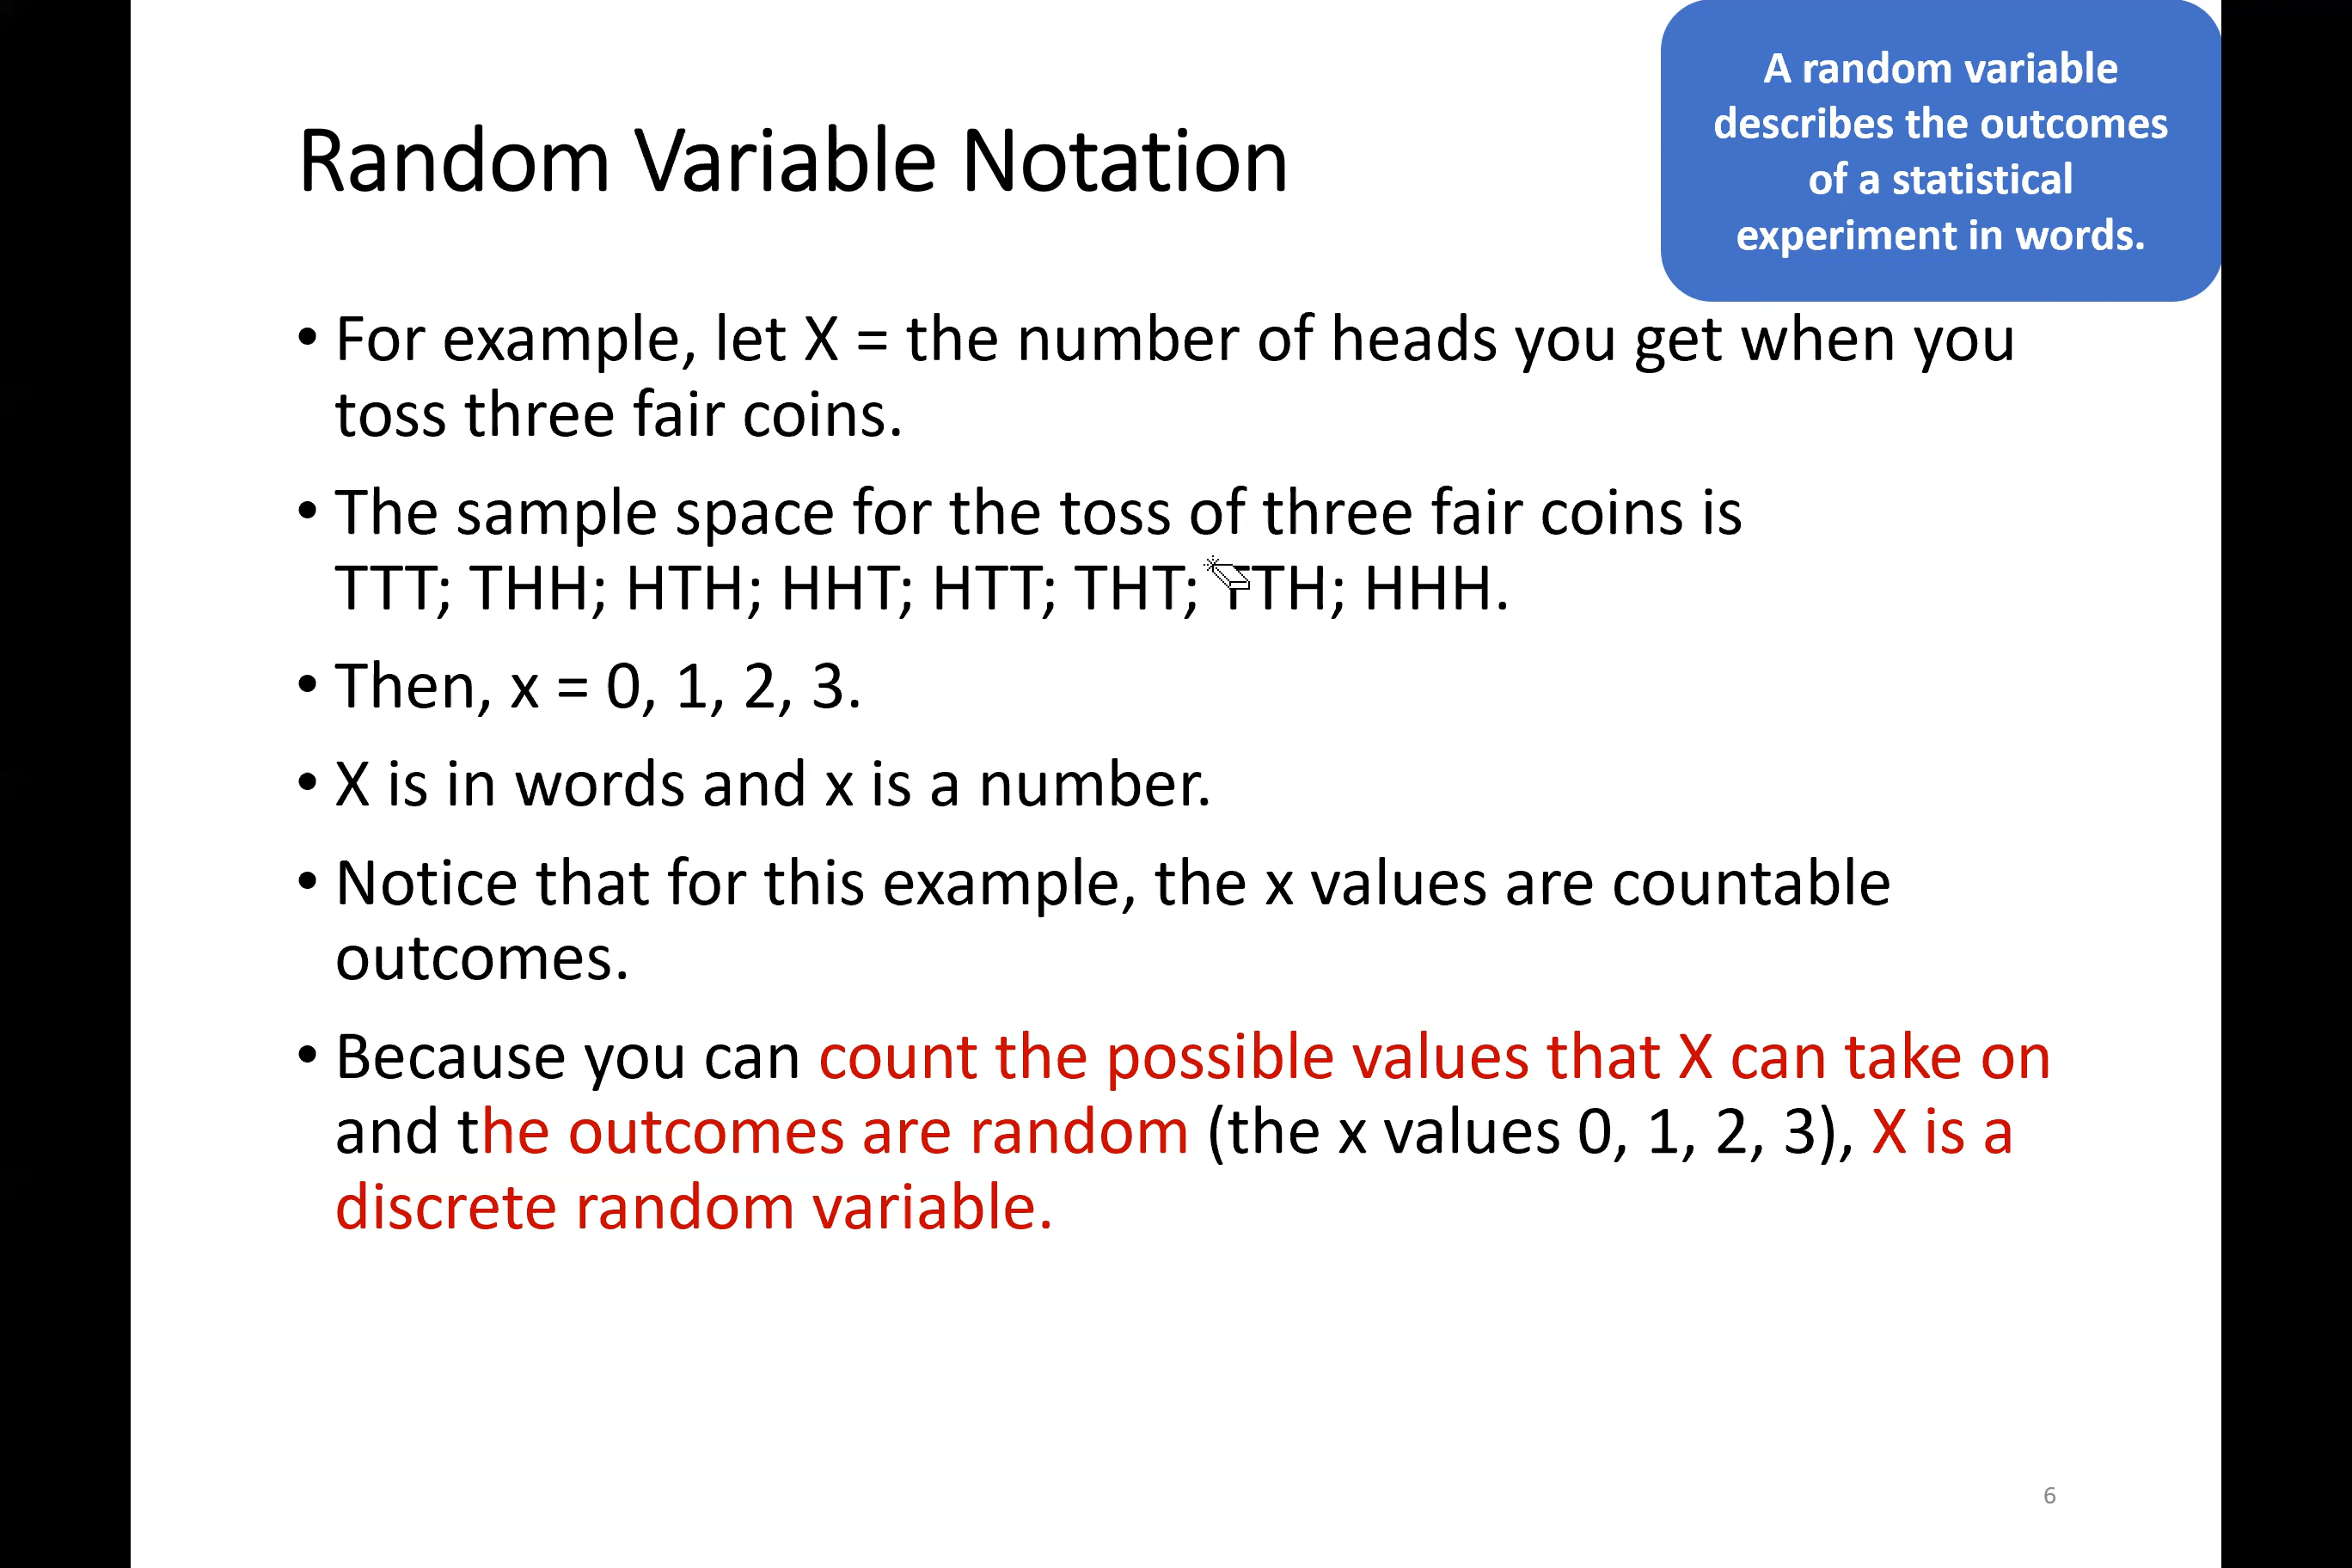 A random variable
describes the outcomes
of a statistical
experiment in words.
Random Variable Notation
• For example, let X = the number of heads you get when you
toss three fair coins.
• The sample space for the toss of three fair coins is
TTT; THH; HTH; HHT; HTT; THT; TTH; HHH.
• Then, x = 0, 1, 2, 3.
• X is in words and x is a number.
• Notice that for this example, the x values are countable
outcomes.
• Because you can count the possible values that X can take on
and the outcomes are random (the x values 0, 1, 2, 3), X is a
discrete random variable.
6